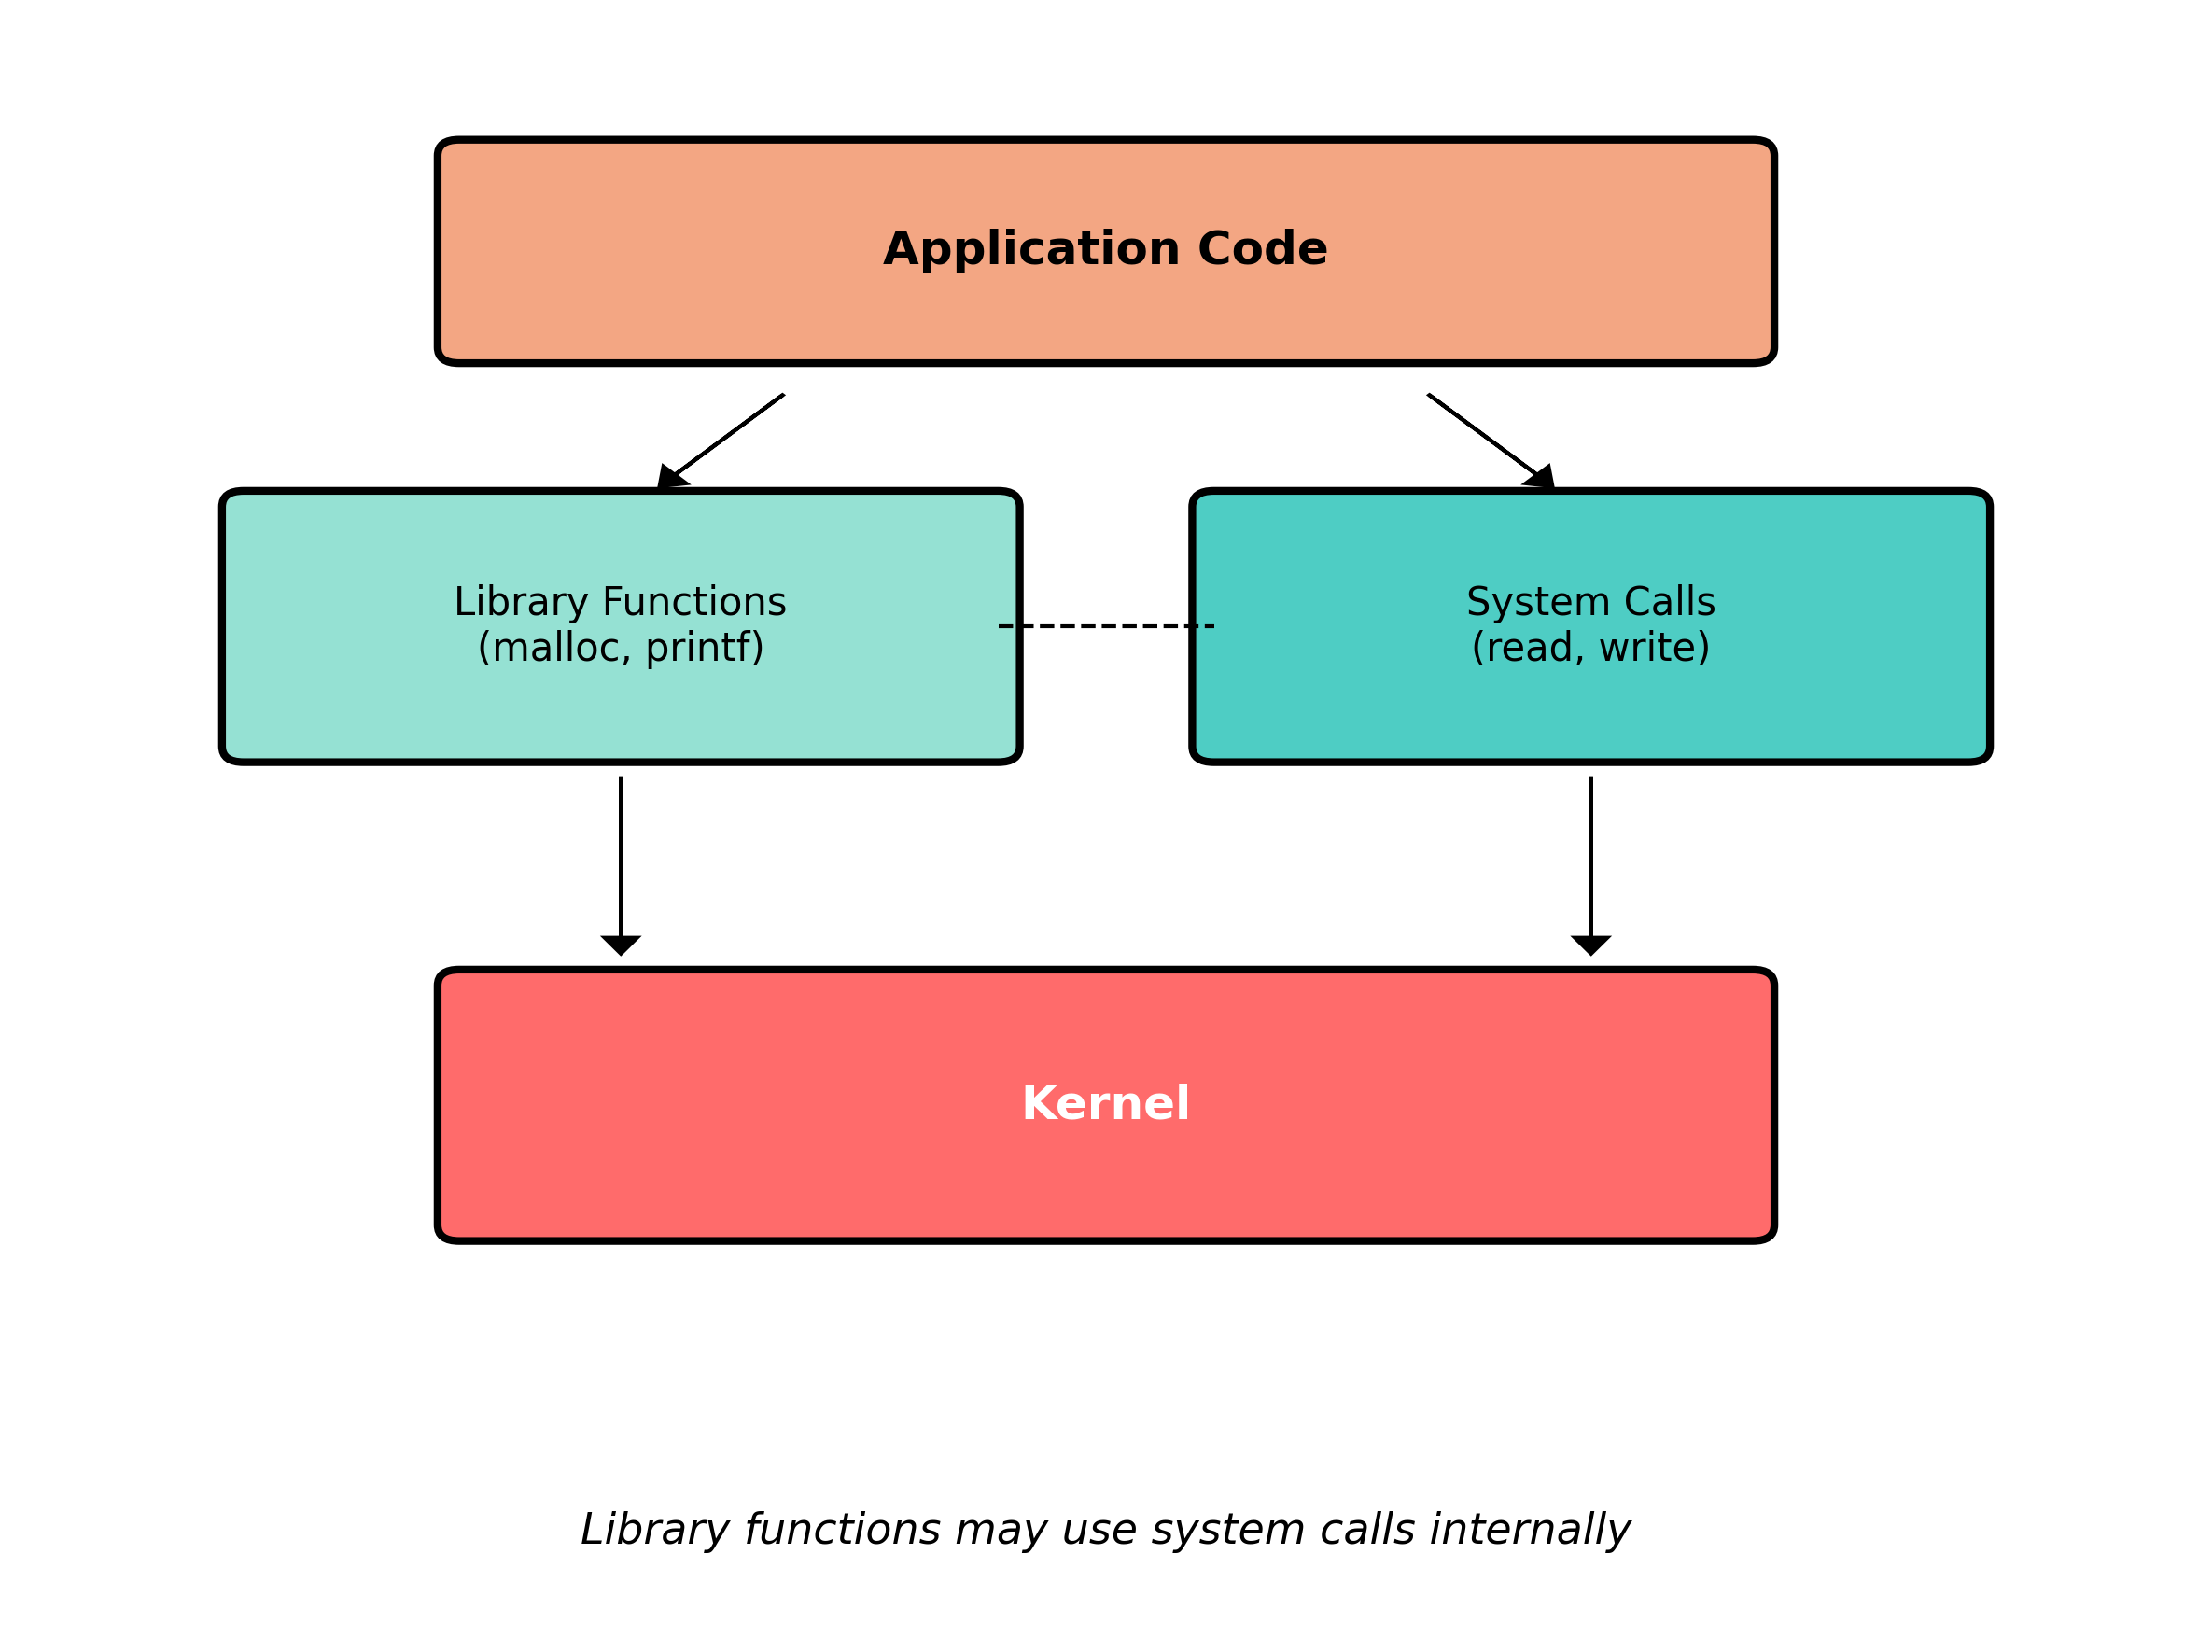 Application Code
Library Functions
(malloc, printf)
System Calls
(read, write)
Kernel
Library functions may use system calls internally